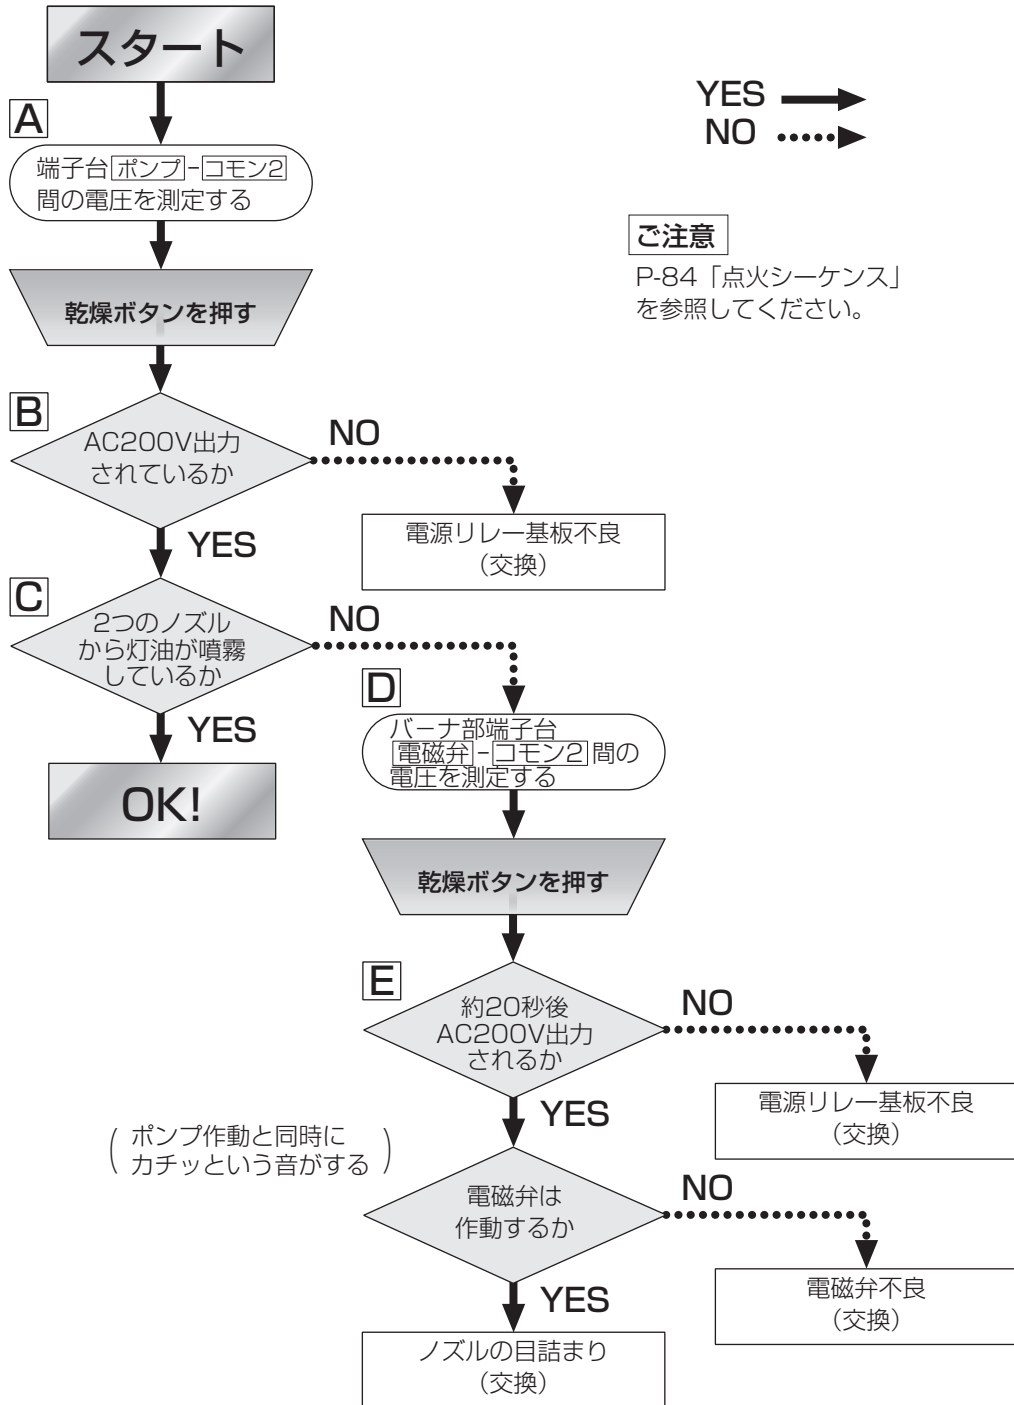 スタート
YES
NO
A
端子台ポンプ-コモン2
間の電圧を測定する
ご注意
P-84「点火シーケンス」
を参照してください。
乾燥ボタンを押す
B
AC200V出力
されているか
NO
電源リレー基板不良
(交換)
YES
C
2つのノズル
から灯油が噴霧
しているか
NO
YES
OK!
D
バーナ部端子台
電磁弁-コモン2間の
電圧を測定する
乾燥ボタンを押す
E
約20秒後
AC200V出力
されるか
NO
電源リレー基板不良
(交換)
YES
(ポンプ作動と同時に
カチッという音がする)
電磁弁は
作動するか
NO
電磁弁不良
(交換)
YES
ノズルの目詰まり
(交換)